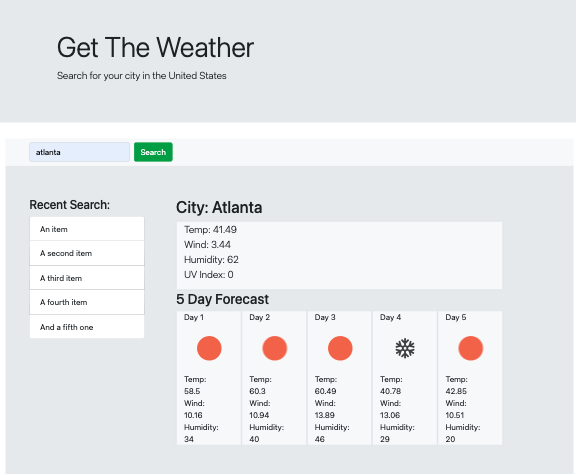 Get The Weather
Search for your city in the United States
atlanta
Search
Recent Search:
An item
A second item
A third item
A fourth item
And a fifth one
City: Atlanta
Temp: 41.49
Wind: 3.44
Humidity: 62
UV Index: 0
5 Day Forecast
Day 1
Temp:
58.5
Wind:
10.16
Humidity:
34
Day 2
Temp:
60.3
Wind:
10.94
Humidity:
40
Day 3
Temp:
60.49
Wind:
13.89
Humidity:
46
Day 4
Temp:
40.78
Wind:
13.06
Humidity:
29
Day 5
Temp:
42.85
Wind:
10.51
Humidity:
20